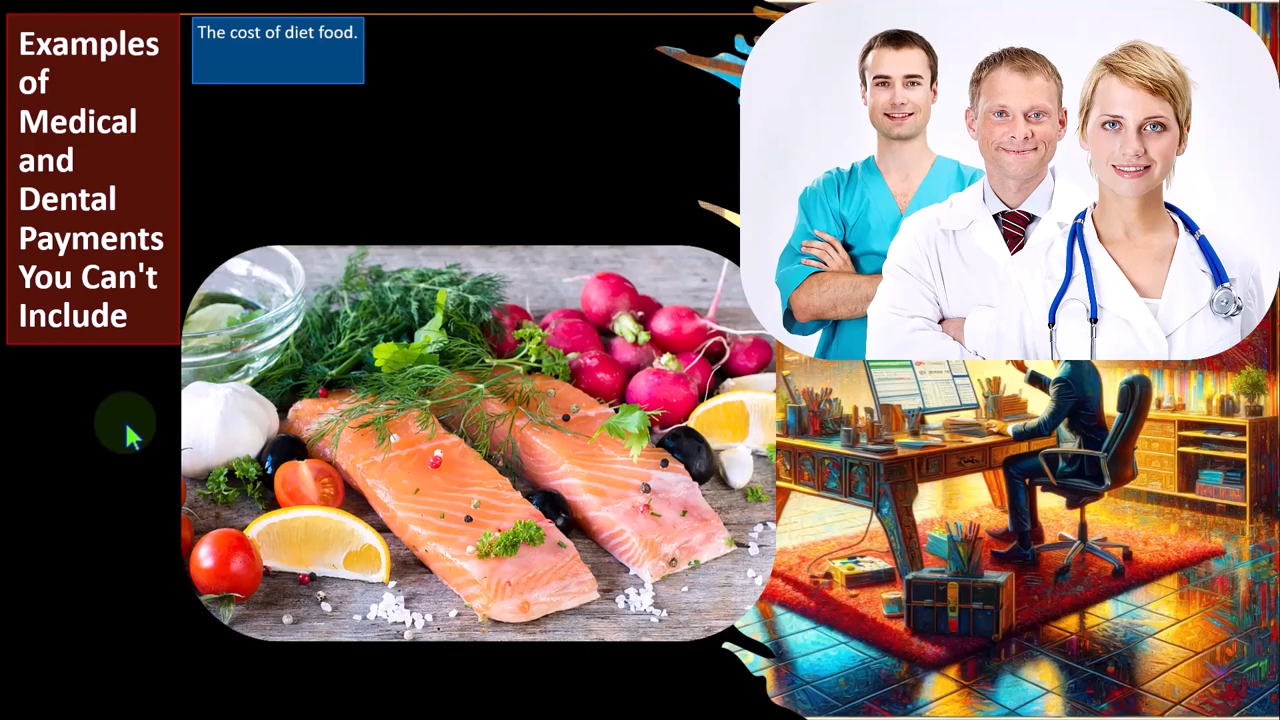 Examples
of
Medical
and
Dental
Payments
You Can't
Include
The cost of diet food.